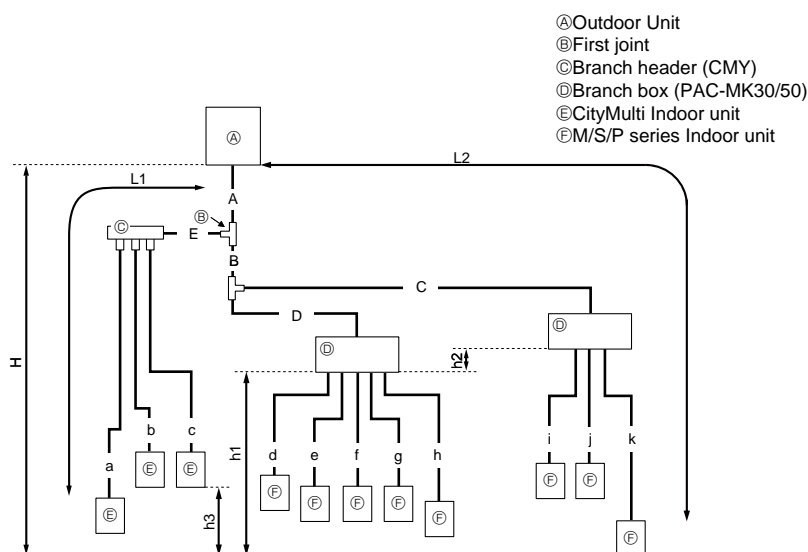 ⒶOutdoor Unit
ⒷFirst joint
ⒸBranch header (CMY)
ⒹBranch box (PAC-MK30/50)
ⒺCityMulti Indoor unit
ⒻM/S/P series Indoor unit
Ⓐ
L2
L1
A
Ⓑ
Ⓒ
E
B
C
D
Ⓓ
Ⓓ
H
h2
h1
a
b
c
d
e
f
g
h
i
j
k
Ⓔ
Ⓔ
Ⓔ
Ⓕ
Ⓕ
Ⓕ
Ⓕ
Ⓕ
Ⓕ
Ⓕ
Ⓕ
h3